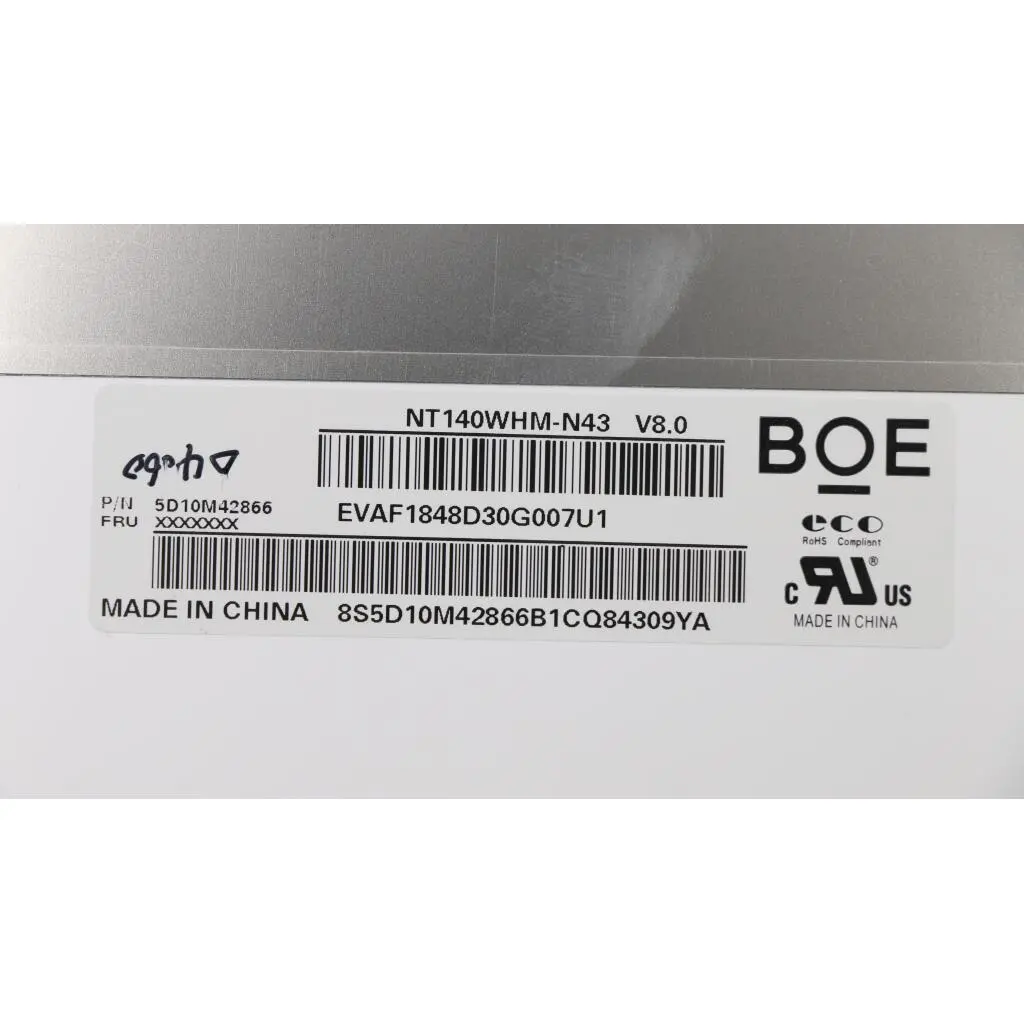 NT140WHM-N43 V8.0
BOE
P/N 5D10M42866
FRU XXXXXXX
EVAF1848D30G007U1
eco
RoHS Compliant
MADE IN CHINA 8S5D10M42866B1CQ84309YA
C RU ® US
MADE IN CHINA